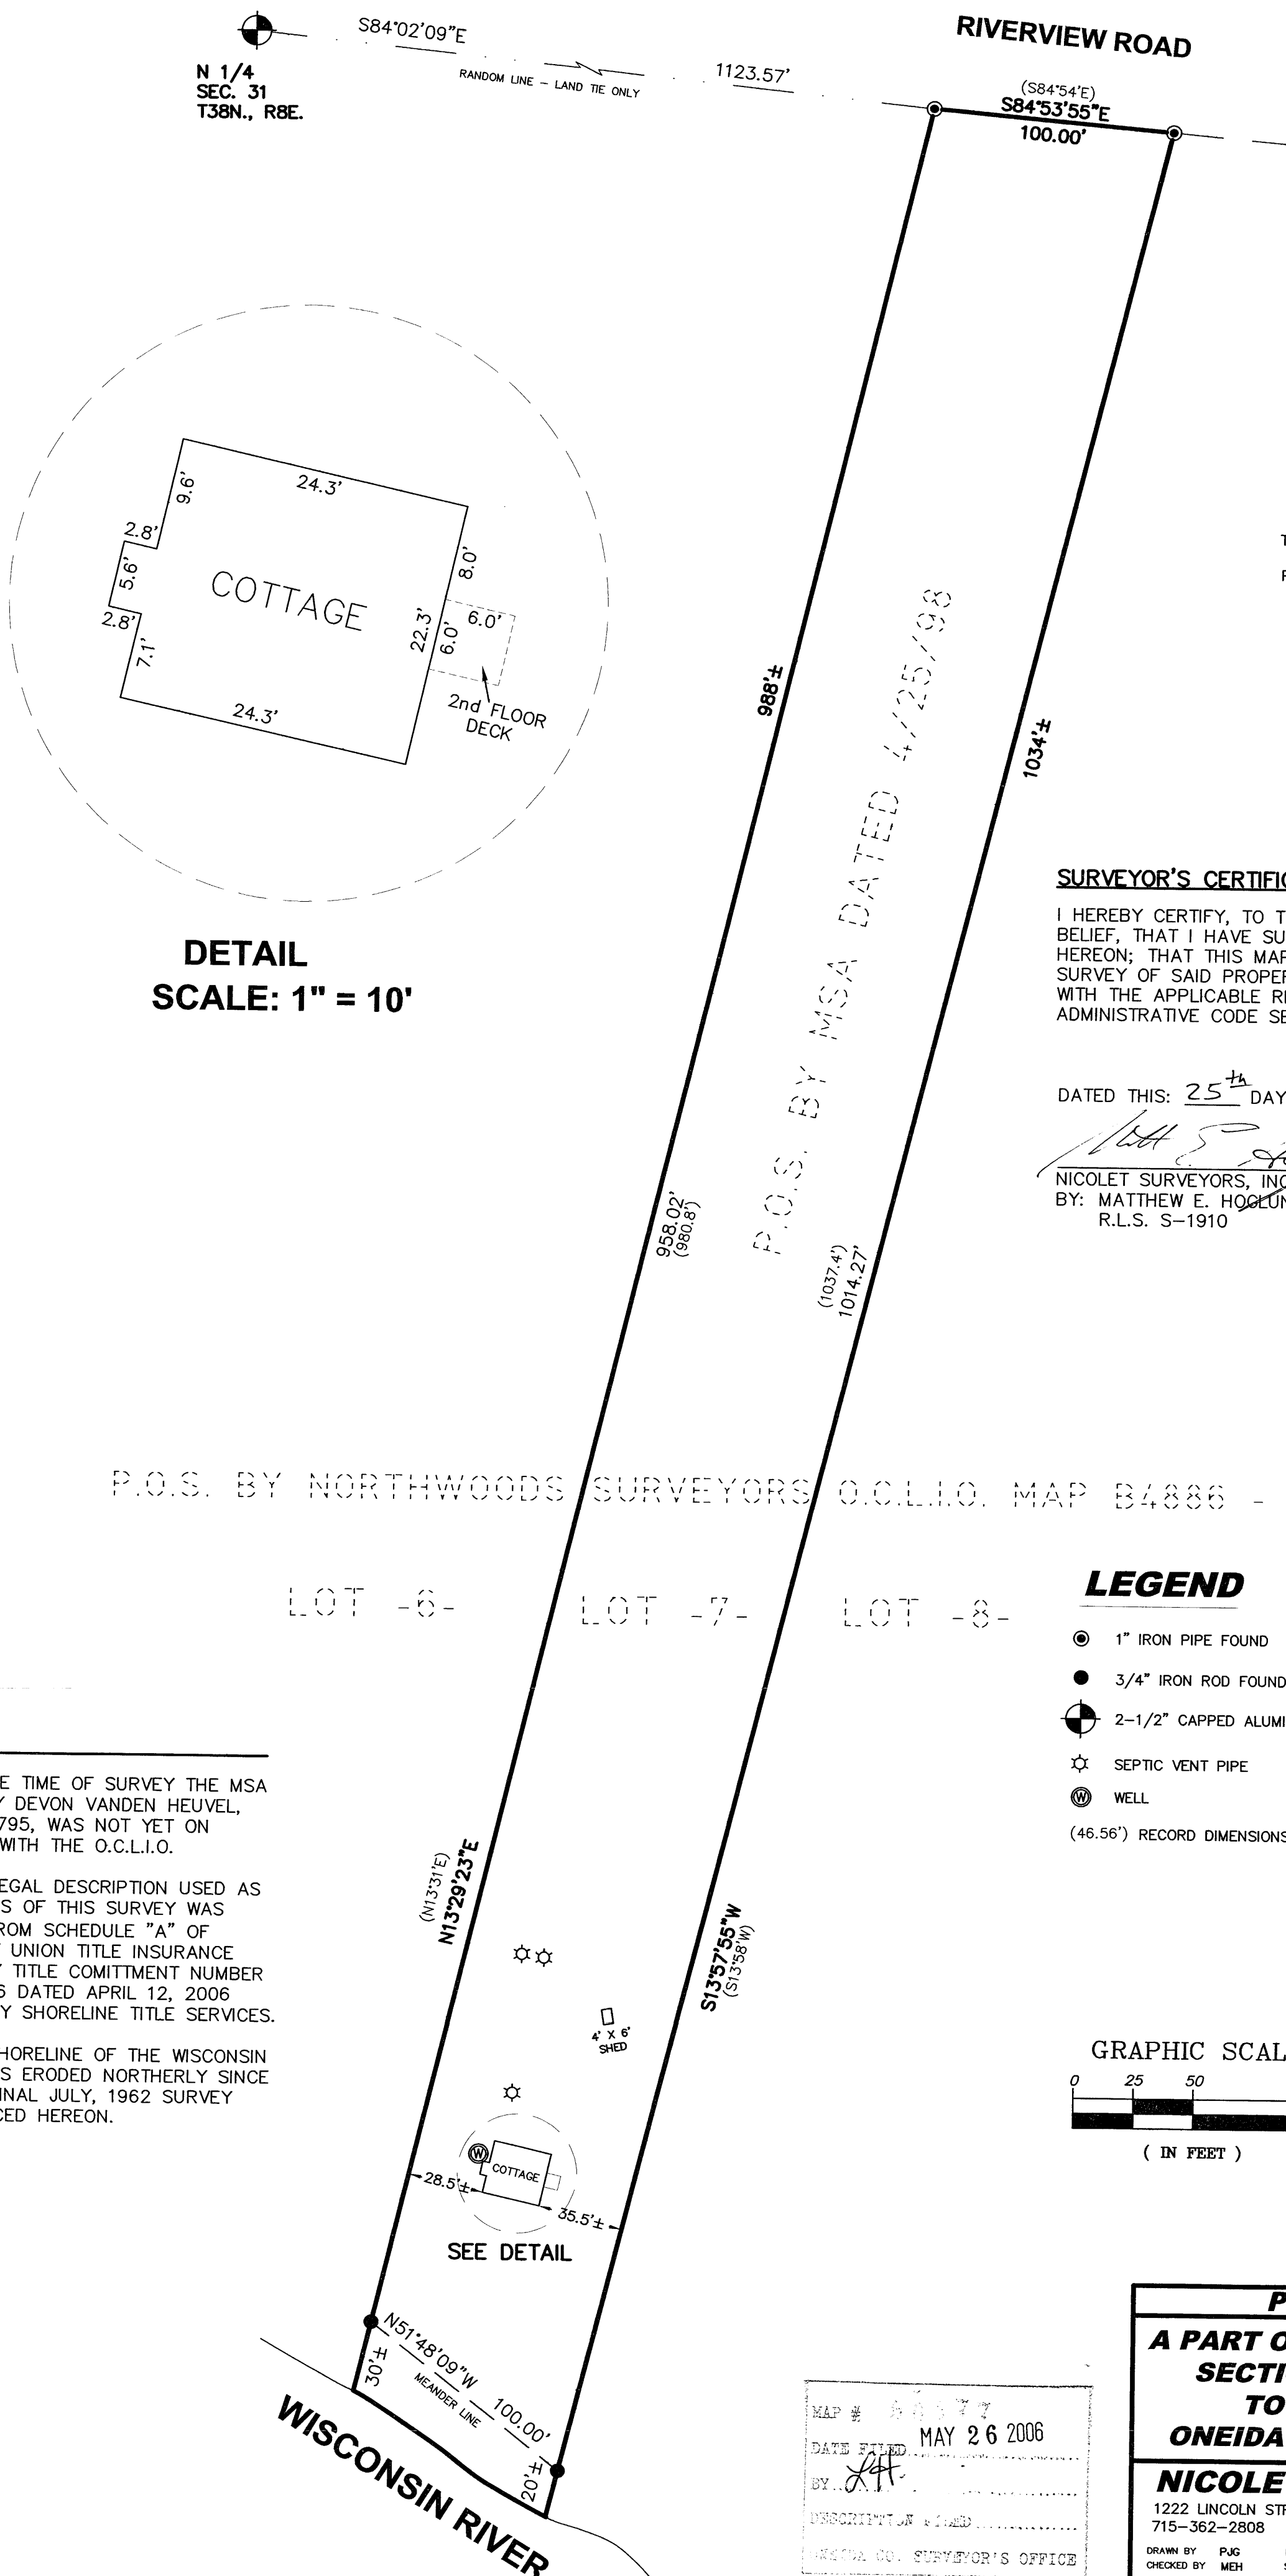 S84°02'09"E
RIVERVIEW ROAD
N 1/4
SEC. 31
T38N., R8E.
RANDOM LINE – LAND TIE ONLY
1123.57'
(S84°54'E)
S84°53'55"E
100.00'
9.6'
24.3'
2.8'
5.6'
2.8'
7.1'
COTTAGE
8.0'
22.3'
6.0'
6.0'
24.3'
2nd FLOOR
DECK
DETAIL
SCALE: 1" = 10'
988'±
1034'±
P.O.S. BY MSA DATED 4/25/98
958.02'
(980.8')
(1037.4')
1014.27'
T
F
SURVEYOR'S CERTIFIC
I HEREBY CERTIFY, TO T
BELIEF, THAT I HAVE SU
HEREON; THAT THIS MAP
SURVEY OF SAID PROPER
WITH THE APPLICABLE RE
ADMINISTRATIVE CODE SE
DATED THIS: 25th DAY
NICOLET SURVEYORS, INC
BY: MATTHEW E. HOGLUN
R.L.S. S–1910
P.O.S. BY NORTHWOODS SURVEYORS O.C.L.I.O. MAP B4886 -
LOT -6-
LOT -7-
LOT -8-
LEGEND
1" IRON PIPE FOUND
3/4" IRON ROD FOUND
2–1/2" CAPPED ALUMI
SEPTIC VENT PIPE
W WELL
(46.56') RECORD DIMENSIONS
E TIME OF SURVEY THE MSA
Y DEVON VANDEN HEUVEL,
795, WAS NOT YET ON
WITH THE O.C.L.I.O.
EGAL DESCRIPTION USED AS
S OF THIS SURVEY WAS
ROM SCHEDULE "A" OF
UNION TITLE INSURANCE
Y TITLE COMITTMENT NUMBER
6 DATED APRIL 12, 2006
Y SHORELINE TITLE SERVICES.
HORELINE OF THE WISCONSIN
S ERODED NORTHERLY SINCE
INAL JULY, 1962 SURVEY
CED HEREON.
(N13°31'E)
N13°29'23"E
S13°57'55"W
(S13°58'W)
4' X 6'
SHED
W
COTTAGE
28.5'±
35.5'±
SEE DETAIL
GRAPHIC SCAL
0 25 50
( IN FEET )
N51°48'09"W 100.00'
MEANDER LINE
30'±
20'±
WISCONSIN RIVER
MAP #
DATE FILED MAY 26 2006
BY
DESCRIPTION FILED
ONEIDA CO. SURVEYOR'S OFFICE
P
A PART O
SECTI
TO
ONEIDA
NICOLE
1222 LINCOLN STR
715–362–2808
DRAWN BY PJG
CHECKED BY MEH